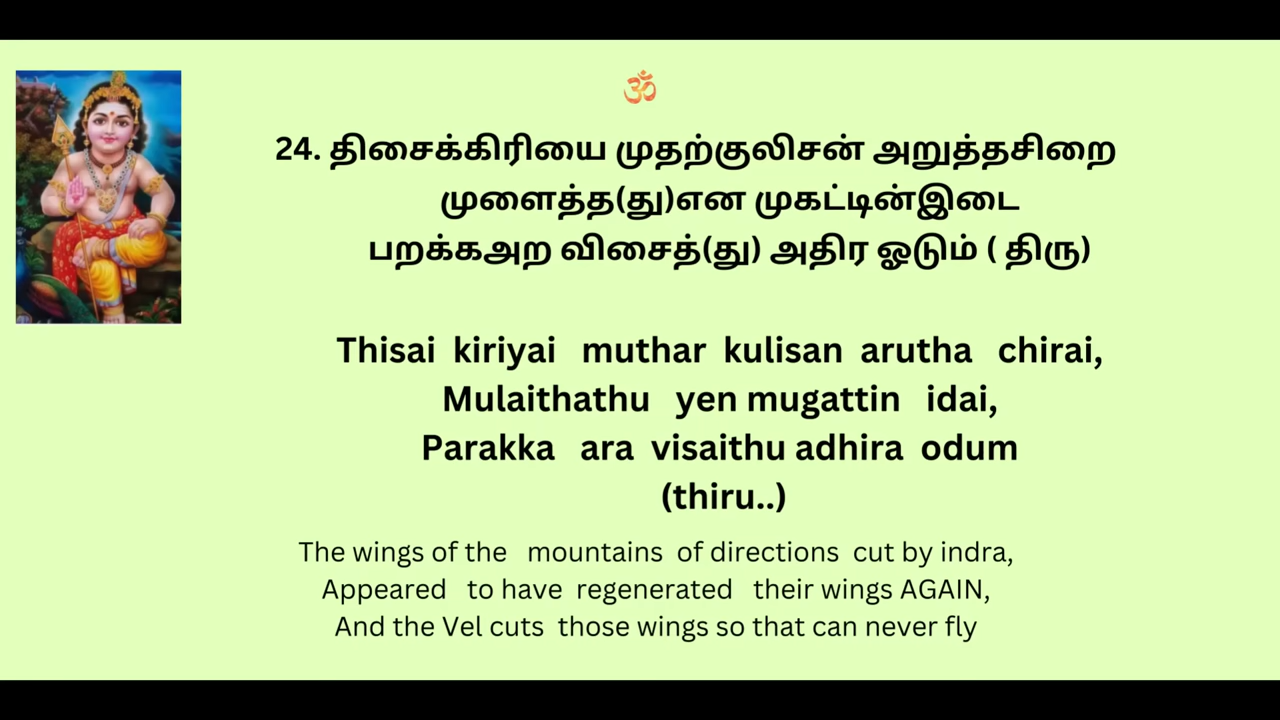 ॐ
24. திசைக்கிரியை முதற்குலிசன் அறுத்தசிறை
முளைத்த(து)என முகட்டின்இடை
பறக்கஅற விசைத்(து) அதிர ஓடும் ( திரு)
Thisai kiriyai muthar kulisan arutha chirai,
Mulaithathu yen mugattin idai,
Parakka ara visaithu adhira odum
(thiru..)
The wings of the mountains of directions cut by indra,
Appeared to have regenerated their wings AGAIN,
And the Vel cuts those wings so that can never fly